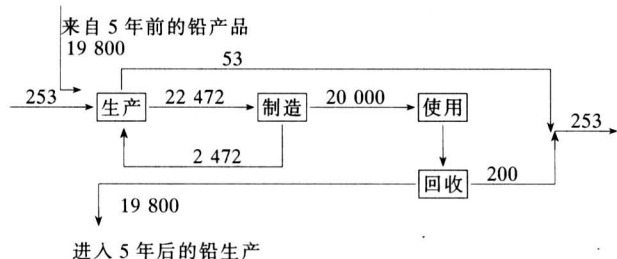 来自 5 年前的铅产品
19 800
53
253
生产
22 472
制造
20 000
使用
253
2 472
回收
200
19 800
进入 5 年后的铅生产